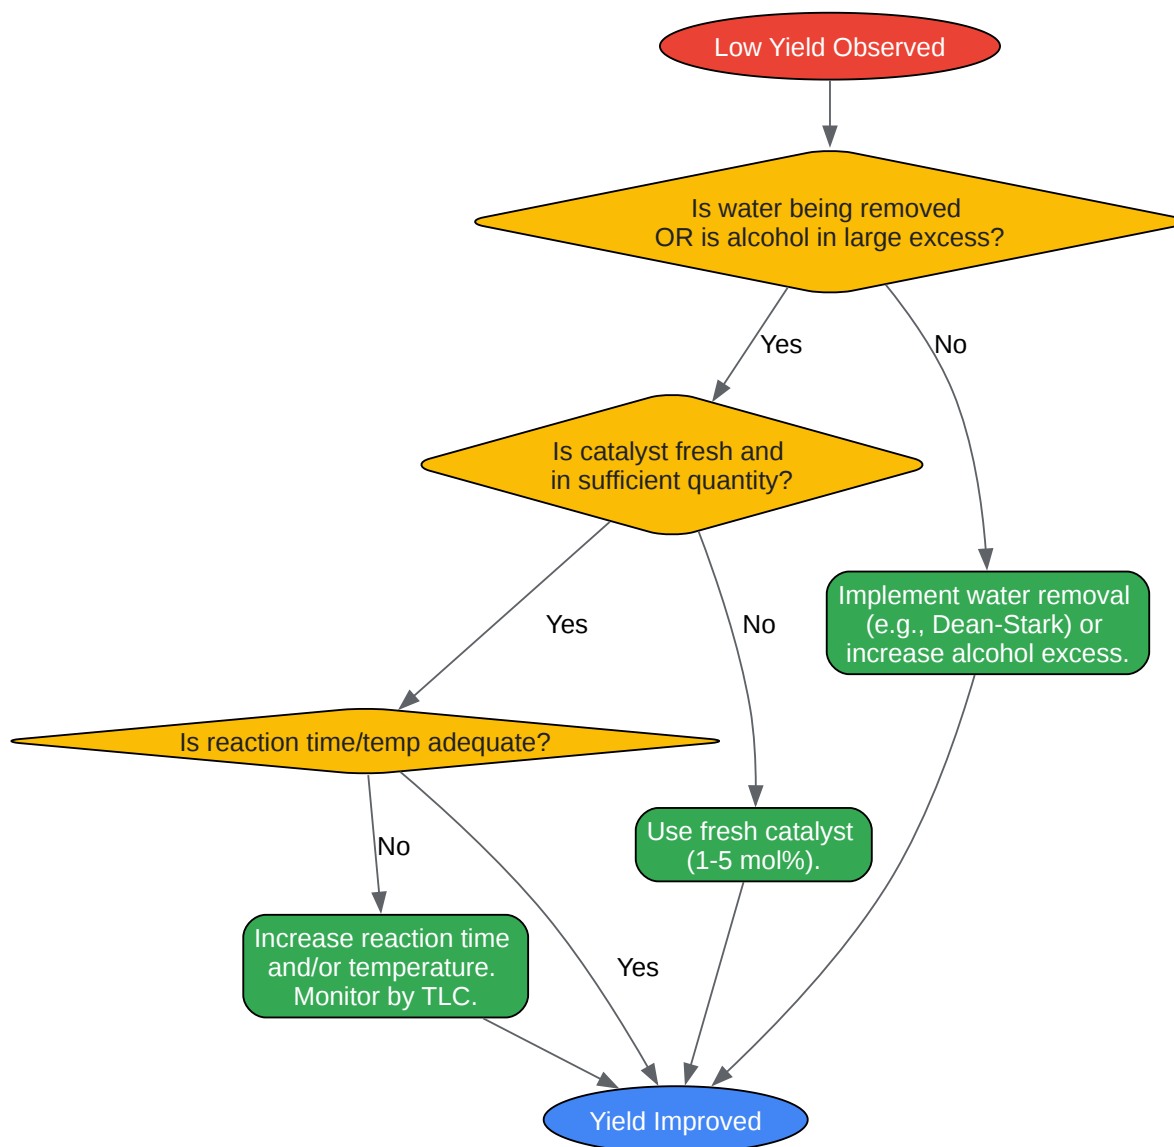 Low Yield Observed
Is water being removed
OR is alcohol in large excess?
Yes
No
Is catalyst fresh and
in sufficient quantity?
Implement water removal
(e.g., Dean-Stark) or
increase alcohol excess.
Yes
No
Is reaction time/temp adequate?
Use fresh catalyst
(1-5 mol%).
No
Increase reaction time
and/or temperature.
Monitor by TLC.
Yes
Yield Improved